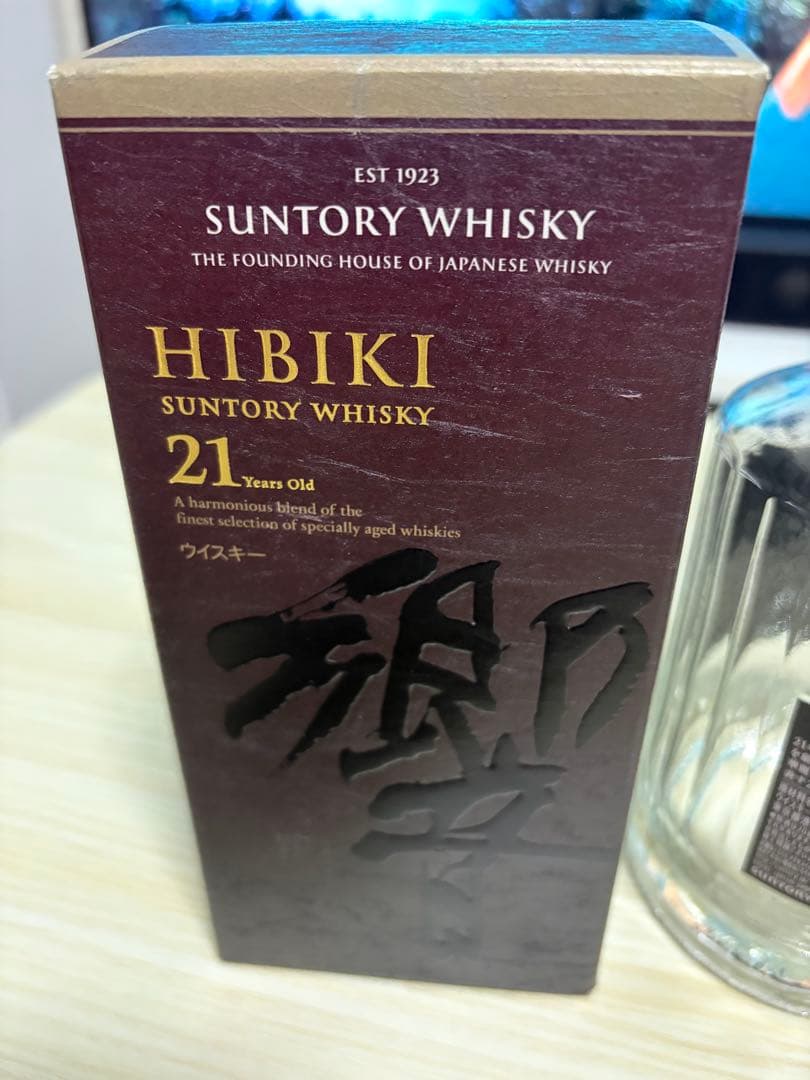 EST 1923
SUNTORY WHISKY
THE FOUNDING HOUSE OF JAPANESE WHISKY
HIBIKI
SUNTORY WHISKY
21 Years Old
A harmonious blend of the
finest selection of specially aged whiskies
ウイスキー
響